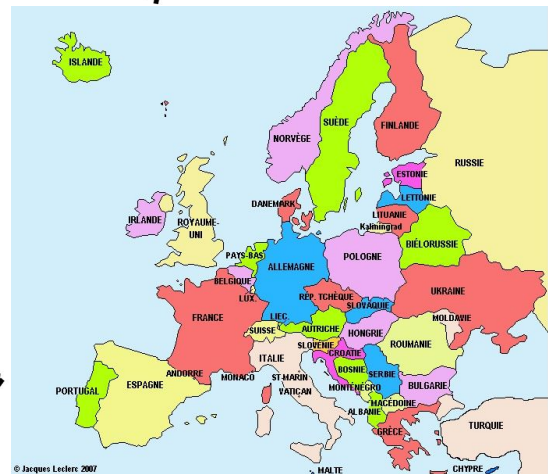 ISLANDE
NORVÈGE
SUÈDE
FINLANDE
RUSSIE
ESTONIE
LETTONIE
LITUANIE
Kaliningrad
BIÉLORUSSIE
DANEMARK
IRLANDE
ROYAUME-
UNI
PAYS-BAS
ALLEMAGNE
POLOGNE
BELGIQUE
LUX.
RÉP. TCHÈQUE
SLOVAQUIE
UKRAINE
MOLDAVIE
FRANCE
LIEC.
SUISSE
AUTRICHE
HONGRIE
ROUMANIE
SLOVÉNIE
CROATIE
ITALIE
BOSNIE
SERBIE
ANDORRE
MONACO
ST-MARIN
VATICAN
MONTÉNÉGRO
BULGARIE
PORTUGAL
ESPAGNE
MACÉDOINE
ALBANIE
TURQUIE
GRÈCE
© Jacques Leclerc 2007
MALTE
CHYPRE